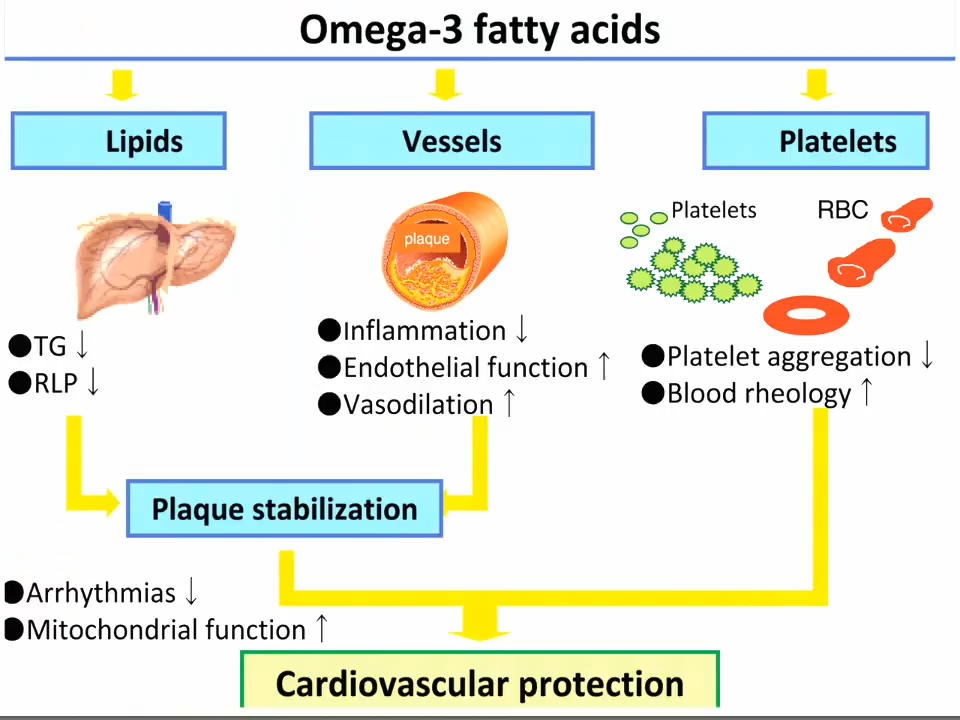 Omega-3 fatty acids
Lipids
Vessels
Platelets
plaque
Platelets
RBC
●TG ↓
●RLP ↓
●Inflammation ↓
●Endothelial function ↑
●Vasodilation ↑
●Platelet aggregation ↓
●Blood rheology ↑
Plaque stabilization
●Arrhythmias ↓
●Mitochondrial function ↑
Cardiovascular protection